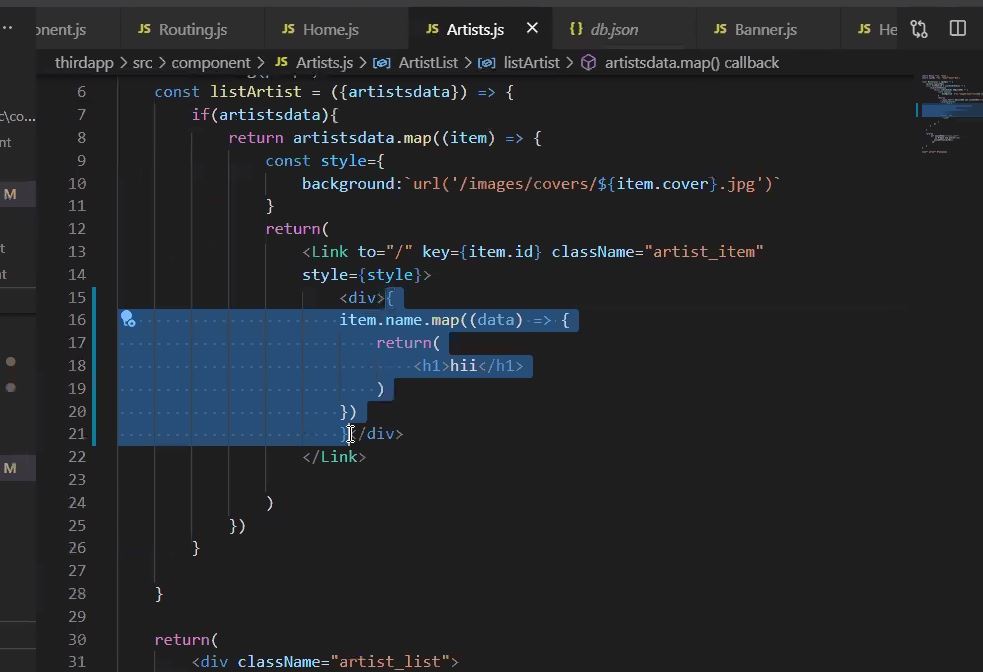 onent.js
JS Routing.js
JS Home.js
JS Artists.js
{} db.json
JS Banner.js
JS He
thirdapp > src > component > JS Artists.js > ArtistList > listArtist > artistsdata.map() callback
c\co...
nt
M
t
nt
M
6 const listArtist = ({artistsdata}) => {
7 if(artistsdata){
8 return artistsdata.map((item) => {
9 const style={
10 background:`url('/images/covers/${item.cover}.jpg')`
11 }
12 return(
13 <Link to="/" key={item.id} className="artist_item"
14 style={style}>
15 <div>{
16 item.name.map((data) => {
17 return(
18 <h1>hii</h1>
19 )
20 })
21 }</div>
22 </Link>
23
24 )
25 })
26 }
27
28 }
29
30 return(
31 <div className="artist_list">